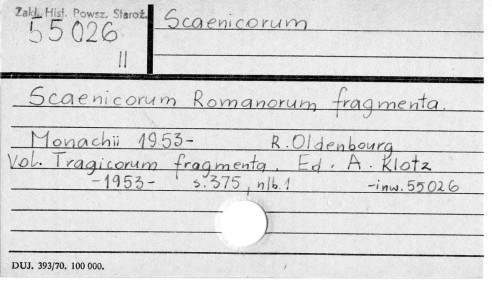 Zakł. Hist. Powsz. Staroż.
55026
II
Scaenicorum
Scaenicorum Romanorum fragmenta.
Monachii 1953- R. Oldenbourg
Vol. Tragicorum fragmenta. Ed. A. Klotz
-1953- s. 375, nlb. 1 -inw. 55026
DUJ. 393/70. 100 000.